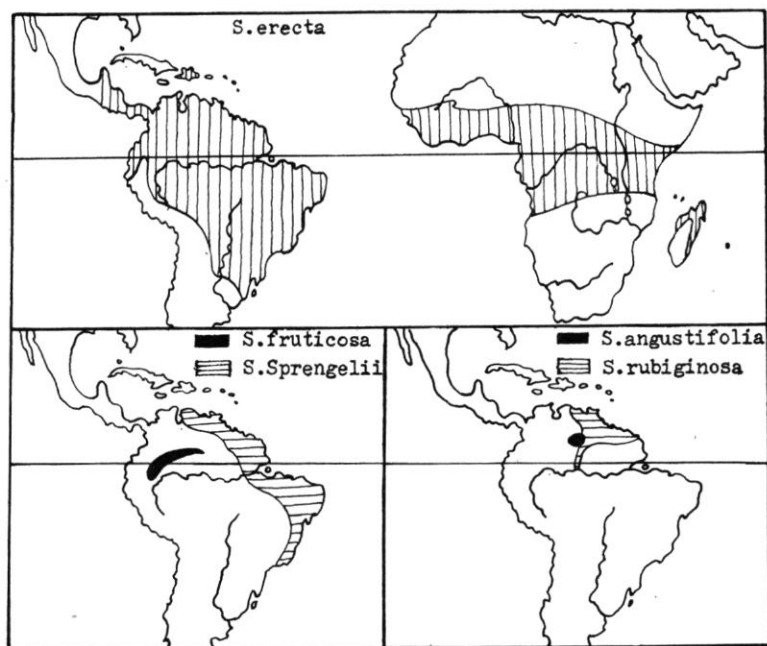 S.erecta
S.fruticosa
S.Sprengelii
S.angustifolia
S.rubiginosa